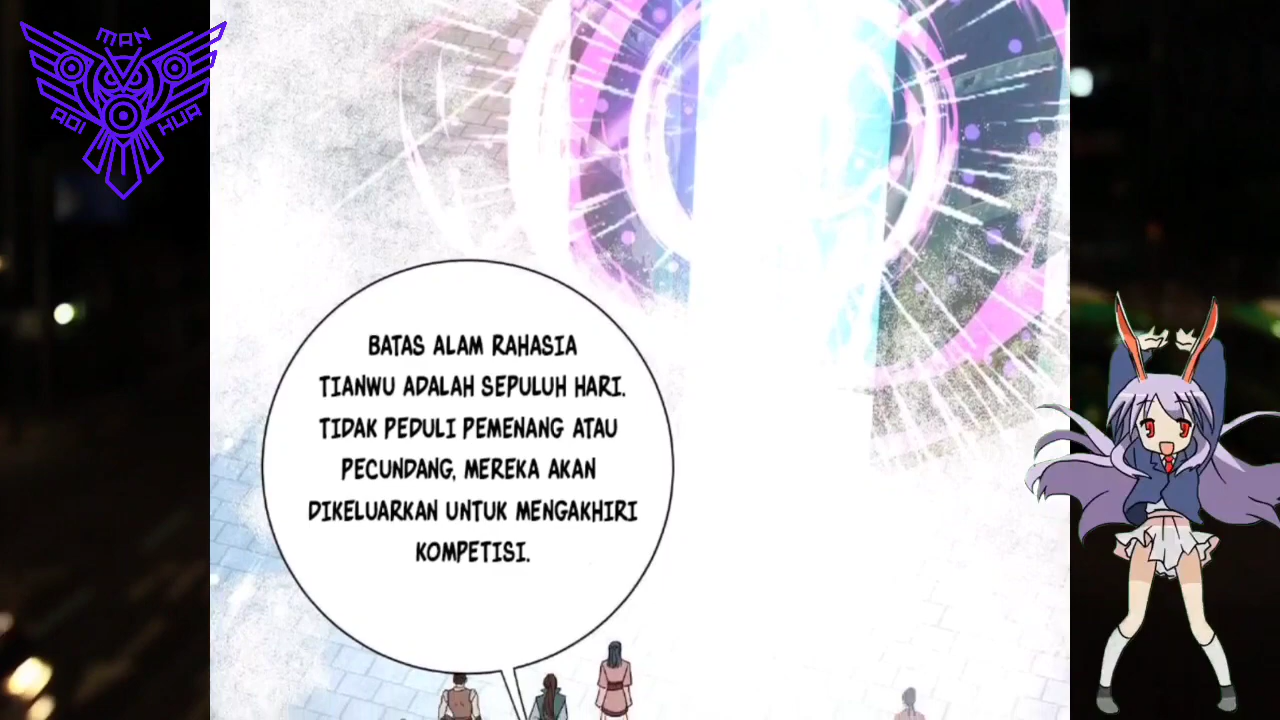 MAN
ADI HUA
BATAS ALAM RAHASIA
TIANWU ADALAH SEPULUH HARI.
TIDAK PEDULI PEMENANG ATAU
PECUNDANG, MEREKA AKAN
DIKELUARKAN UNTUK MENGAKHIRI
KOMPETISI.